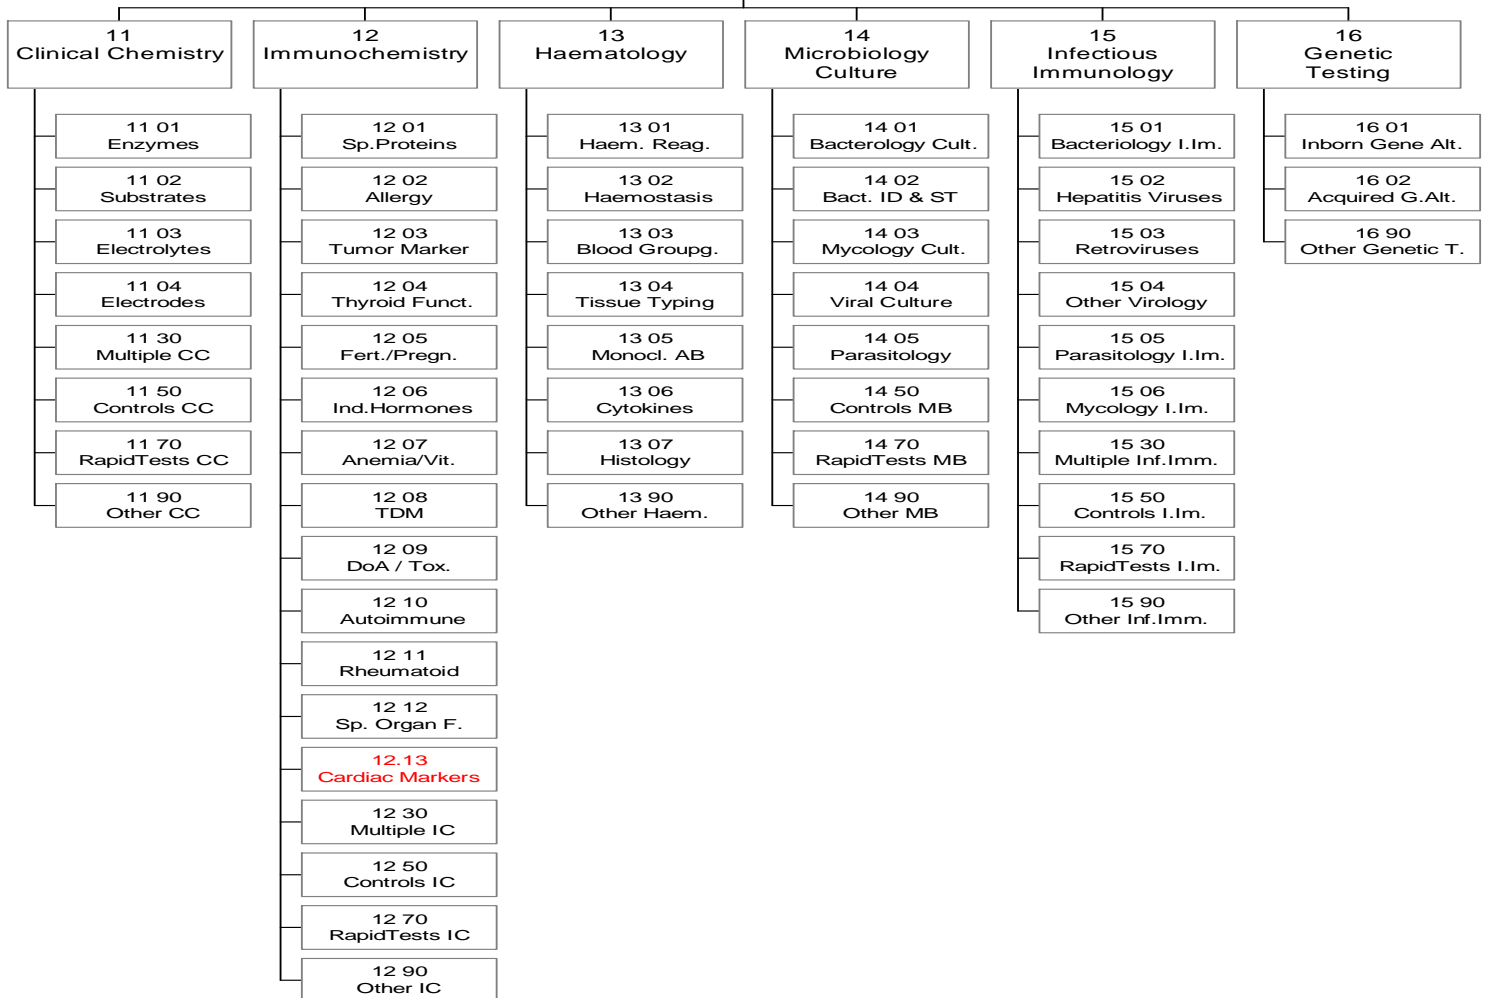 11
Clinical Chemistry
12
Immunochemistry
13
Haematology
14
Microbiology
Culture
15
Infectious
Immunology
16
Genetic
Testing
11 01
Enzymes
11 02
Substrates
11 03
Electrolytes
11 04
Electrodes
11 30
Multiple CC
11 50
Controls CC
11 70
RapidTests CC
11 90
Other CC
12 01
Sp.Proteins
12 02
Allergy
12 03
Tumor Marker
12 04
Thyroid Funct.
12 05
Fert./Pregn.
12 06
Ind.Hormones
12 07
Anemia/Vit.
12 08
TDM
12 09
DoA / Tox.
12 10
Autoimmune
12 11
Rheumatoid
12 12
Sp. Organ F.
12.13
Cardiac Markers
12 30
Multiple IC
12 50
Controls IC
12 70
RapidTests IC
12 90
Other IC
13 01
Haem. Reag.
13 02
Haemostasis
13 03
Blood Groupg.
13 04
Tissue Typing
13 05
Monocl. AB
13 06
Cytokines
13 07
Histology
13 90
Other Haem.
14 01
Bacterology Cult.
14 02
Bact. ID & ST
14 03
Mycology Cult.
14 04
Viral Culture
14 05
Parasitology
14 50
Controls MB
14 70
RapidTests MB
14 90
Other MB
15 01
Bacteriology I.Im.
15 02
Hepatitis Viruses
15 03
Retroviruses
15 04
Other Virology
15 05
Parasitology I.Im.
15 06
Mycology I.Im.
15 30
Multiple Inf.Imm.
15 50
Controls I.Im.
15 70
RapidTests I.Im.
15 90
Other Inf.Imm.
16 01
Inborn Gene Alt.
16 02
Acquired G.Alt.
16 90
Other Genetic T.